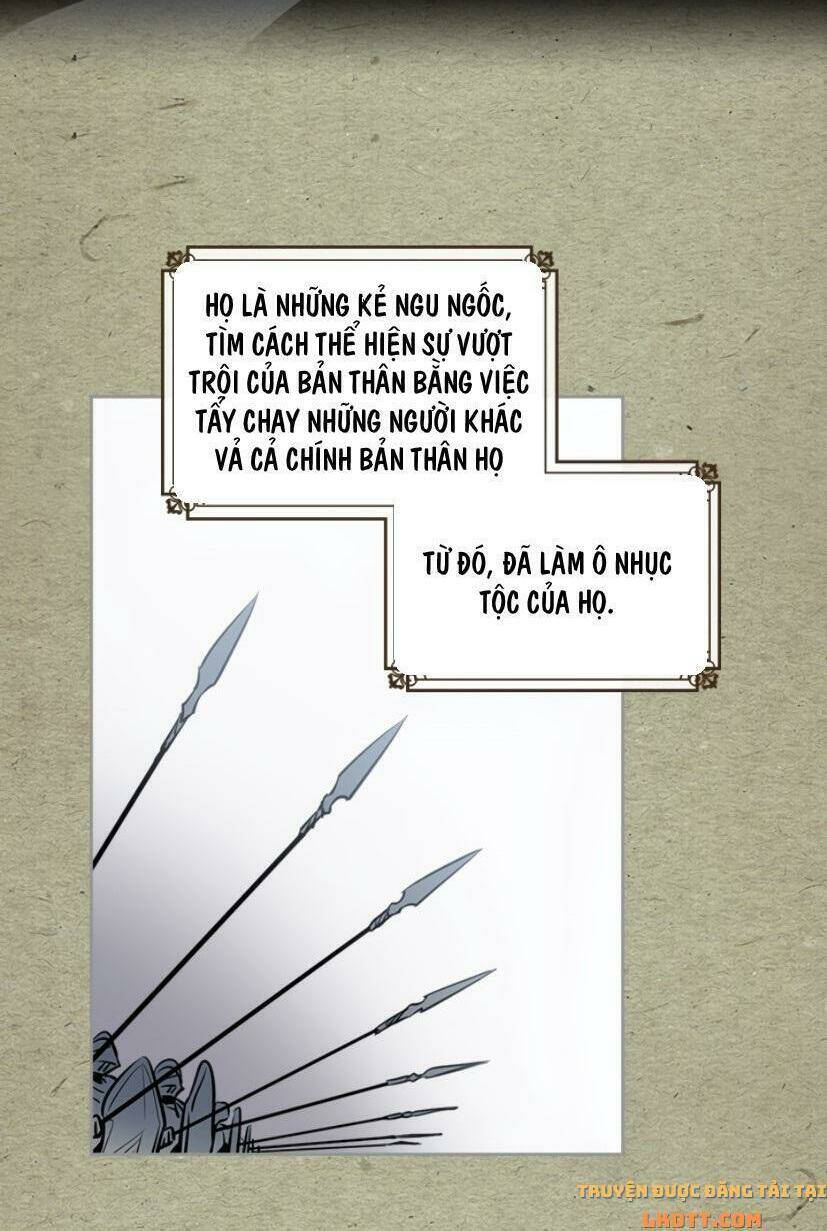 HỌ LÀ NHỮNG KẺ NGU NGỐC,
TÌM CÁCH THỂ HIỆN SỰ VƯỢT
TRỘI CỦA BẢN THÂN BẰNG VIỆC
TẨY CHAY NHỮNG NGƯỜI KHÁC
VẢ CẢ CHÍNH BẢN THÂN HỌ
TỪ ĐÓ, ĐÃ LÀM Ô NHỤC
TỘC CỦA HỌ.
TRUYỆN ĐƯỢC ĐĂNG TẢI TẠI
LHOTT.COM